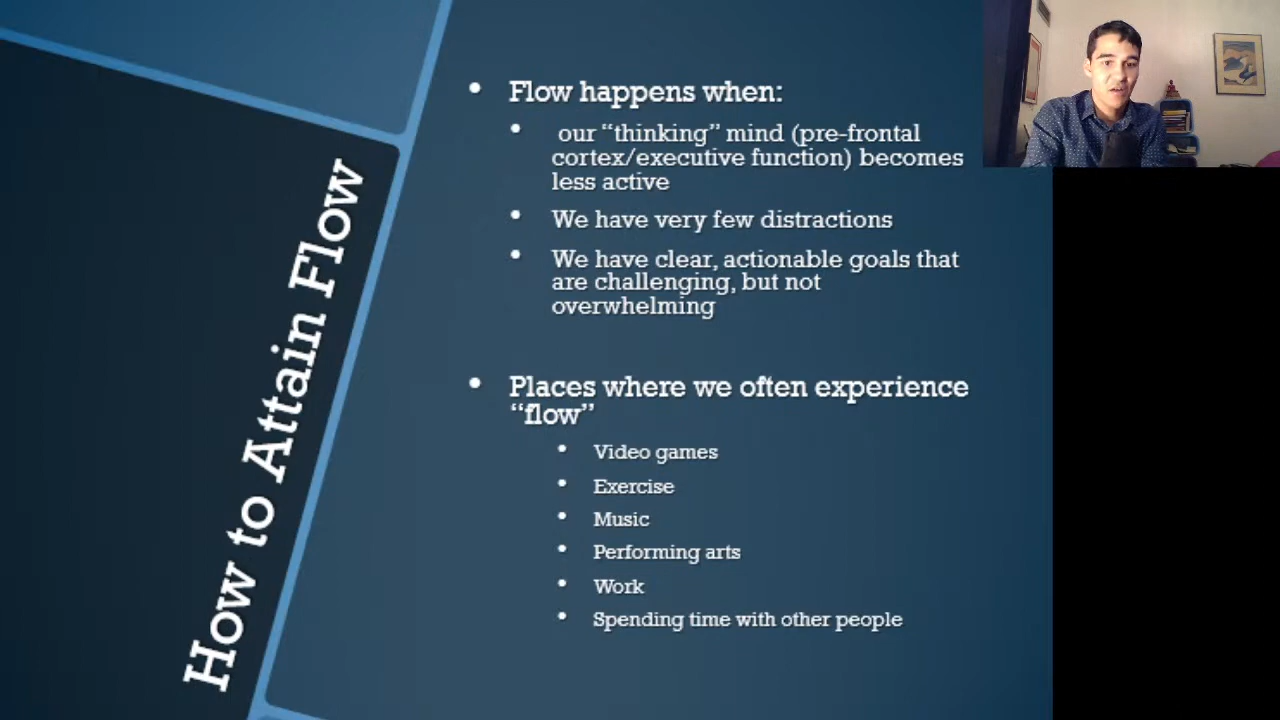 How to Attain Flow
• Flow happens when:
• our “thinking” mind (pre-frontal
cortex/executive function) becomes
less active
• We have very few distractions
• We have clear, actionable goals that
are challenging, but not
overwhelming
• Places where we often experience
“flow”
• Video games
• Exercise
• Music
• Performing arts
• Work
• Spending time with other people